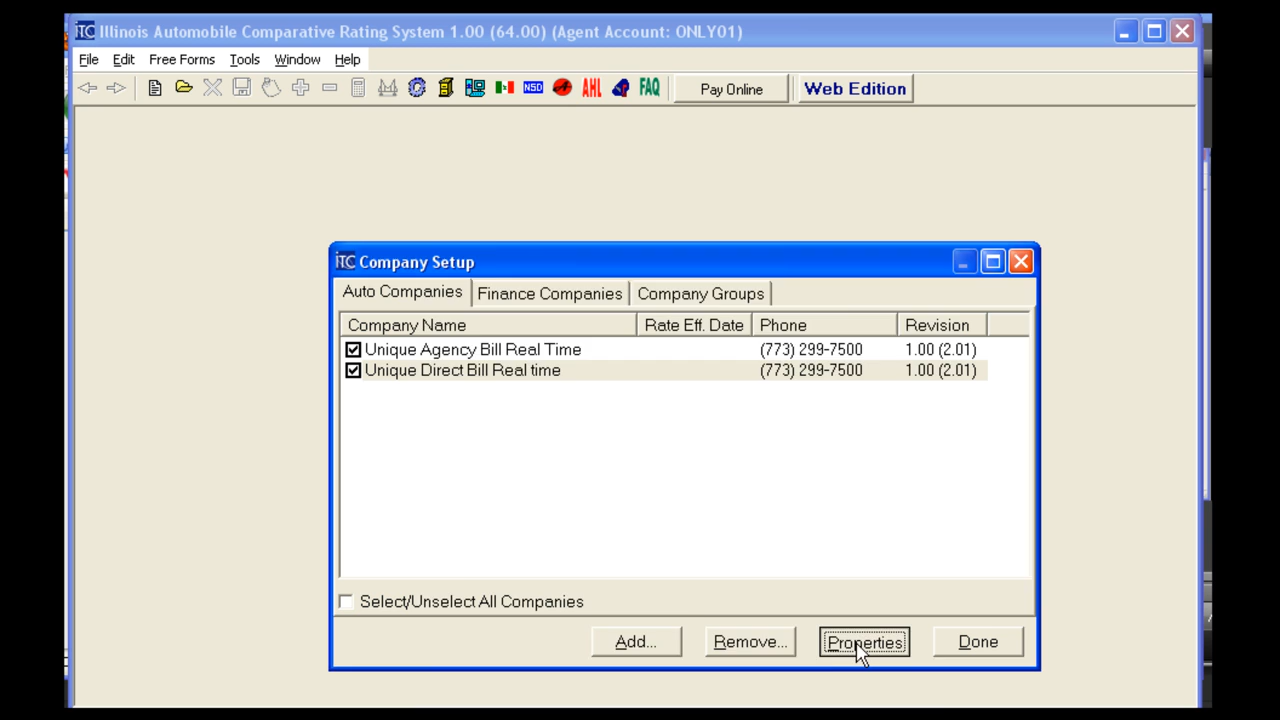 iTC Illinois Automobile Comparative Rating System 1.00 (64.00) (Agent Account: ONLY01)
File Edit Free Forms Tools Window Help
NSD AHL FAQ Pay Online Web Edition
iTC Company Setup
Auto Companies Finance Companies Company Groups
Company Name Rate Eff. Date Phone Revision
Unique Agency Bill Real Time (773) 299-7500 1.00 (2.01)
Unique Direct Bill Real time (773) 299-7500 1.00 (2.01)
Select/Unselect All Companies
Add... Remove... Properties Done